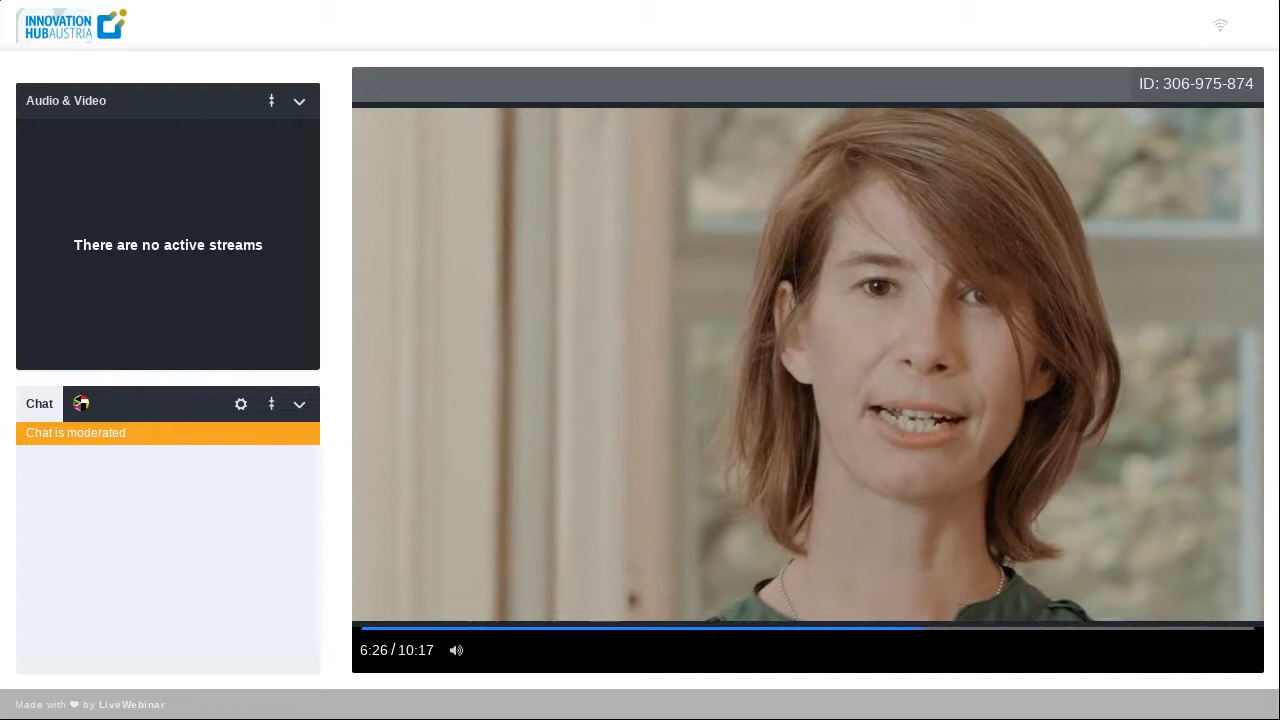 INNOVATION
HUBAUSTRIA
ID: 306-975-874
Audio & Video
There are no active streams
Chat
Chat is moderated
6:26 / 10:17
Made with ❤ by LiveWebinar